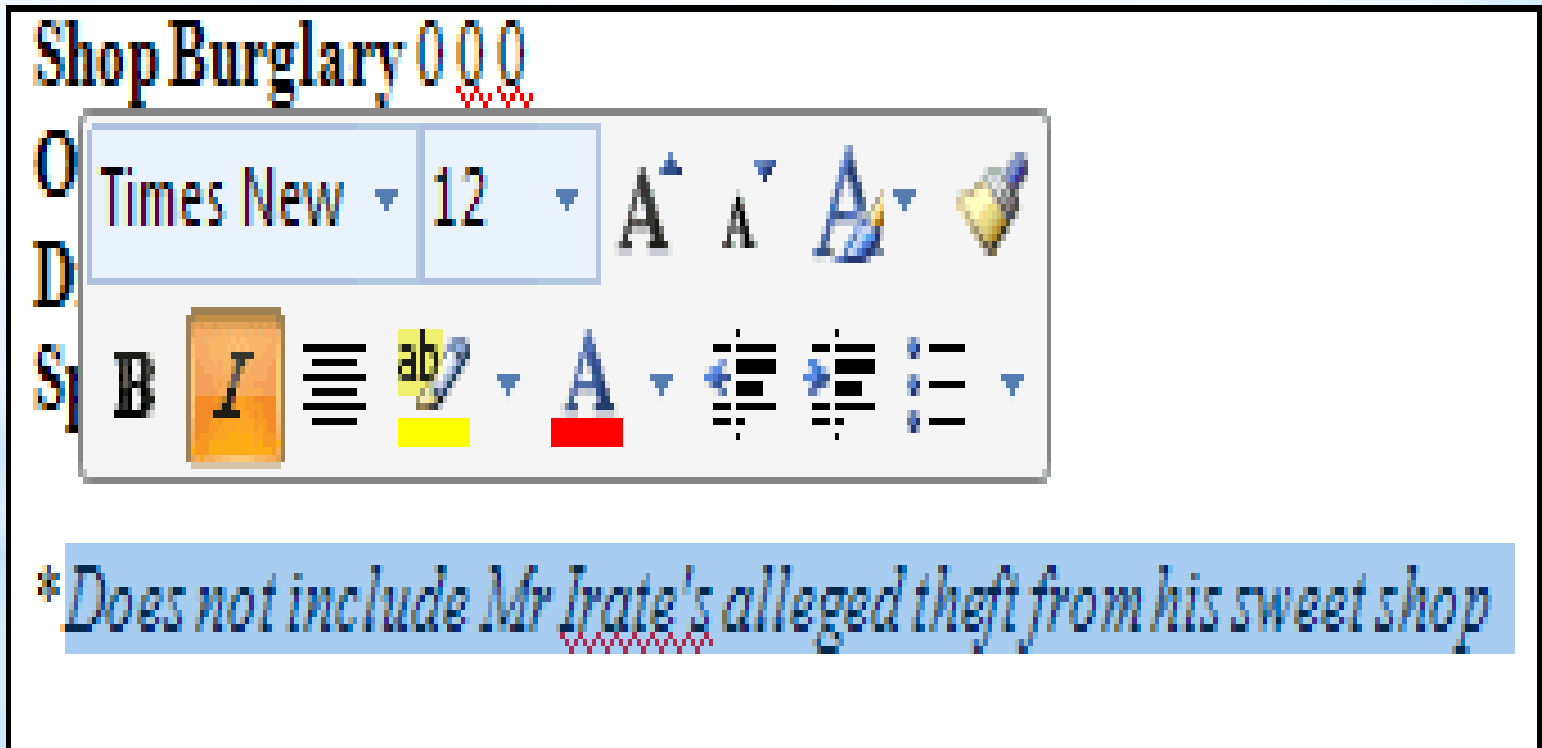 Shop Burglary 0 0 0
Times New 12
B I ab A
*Does not include Mr Irate's alleged theft from his sweet shop